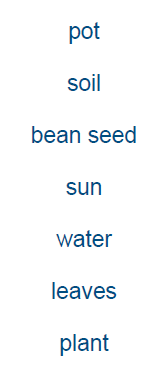 pot
soil
bean seed
sun
water
leaves
plant